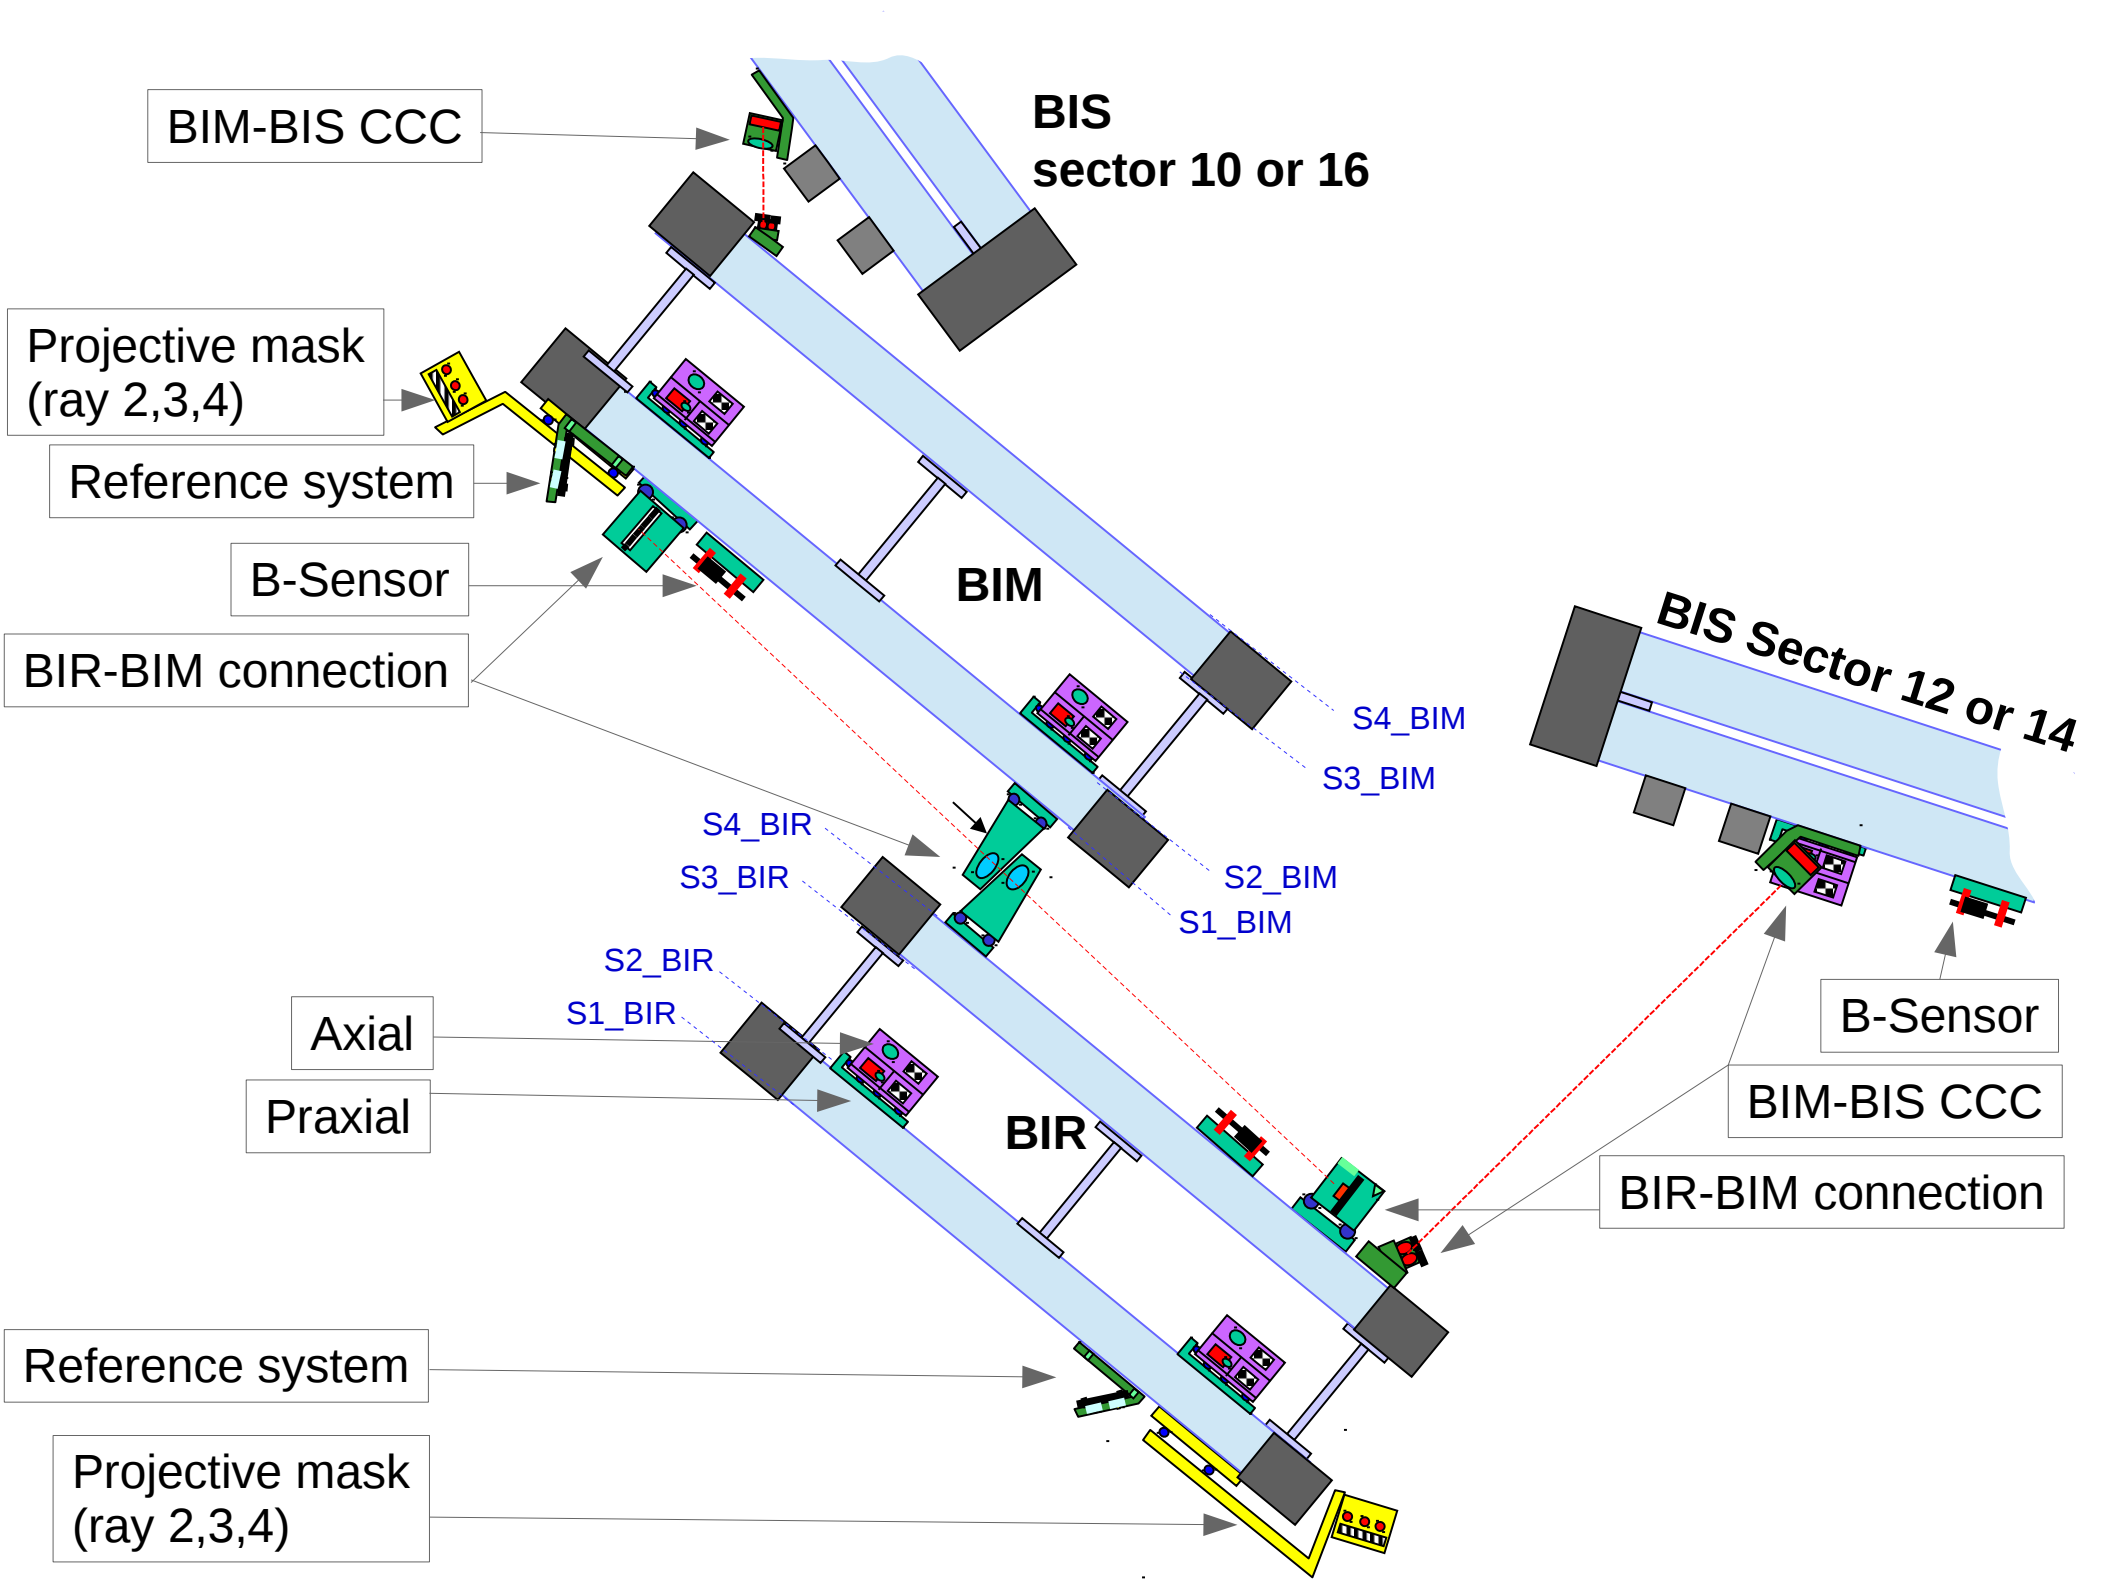 BIS
sector 10 or 16
BIM-BIS CCC
Projective mask
(ray 2,3,4)
Reference system
B-Sensor
BIM
BIR-BIM connection
BIS Sector 12 or 14
S4_BIM
S3_BIM
S4_BIR
S3_BIR
S2_BIM
S1_BIM
S2_BIR
S1_BIR
Axial
Praxial
BIR
B-Sensor
BIM-BIS CCC
BIR-BIM connection
Reference system
Projective mask
(ray 2,3,4)